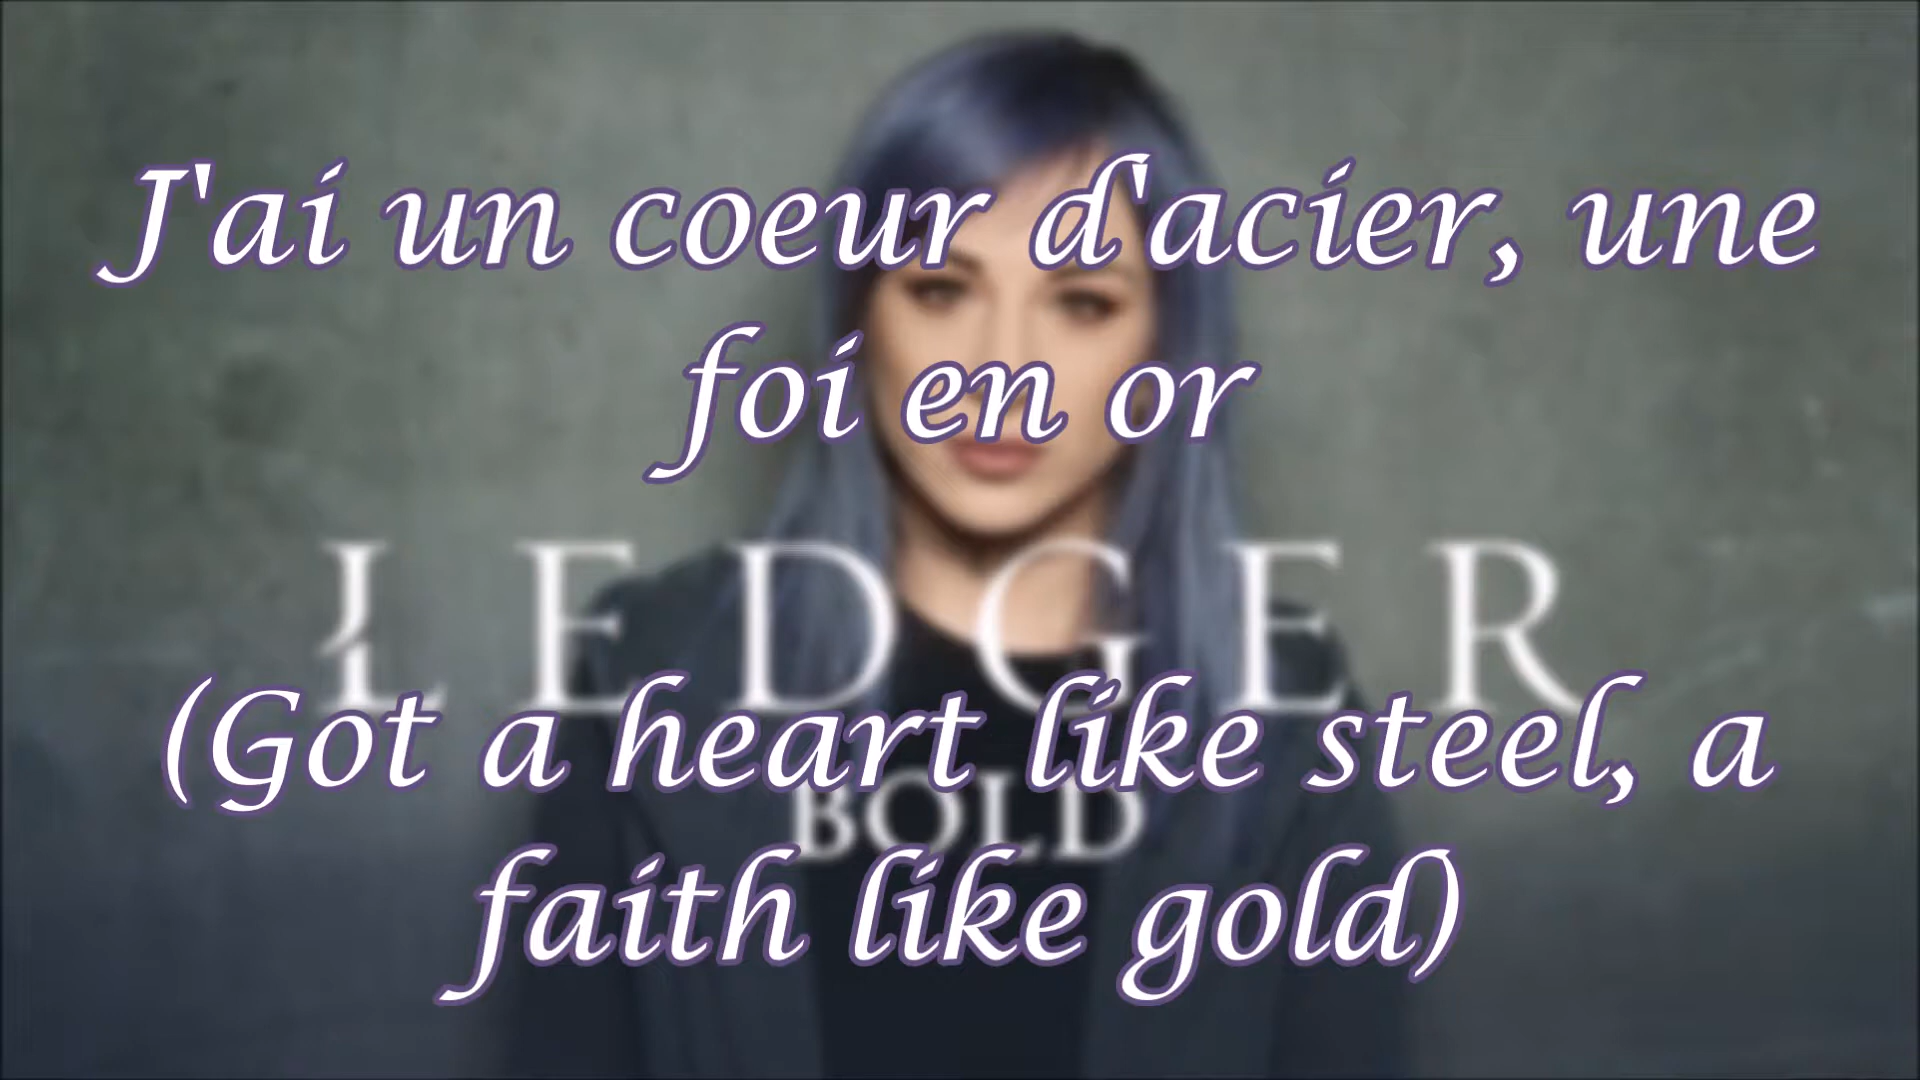 J'ai un coeur d'acier, une
foi en or
LEDGER
(Got a heart like steel, a
BOLD
faith like gold)